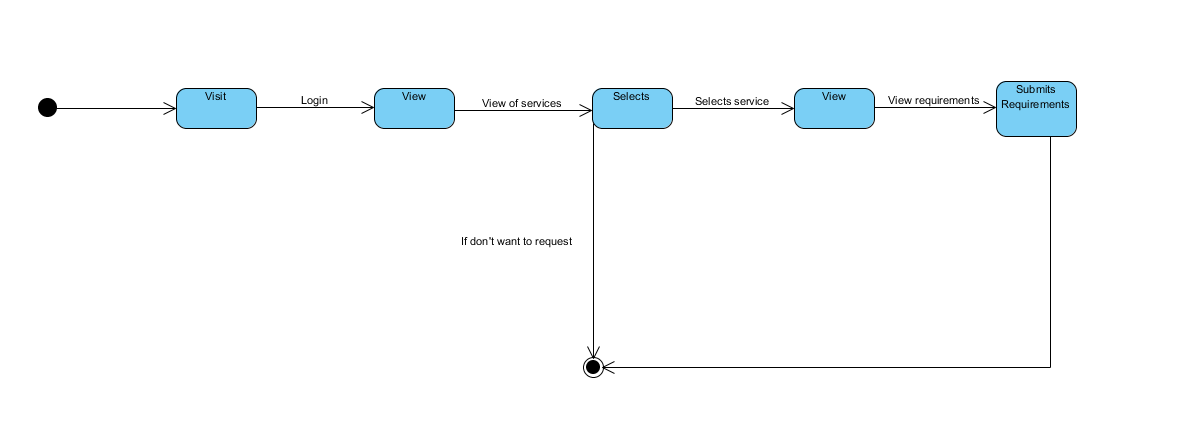 Visit
Login
View
View of services
Selects
Selects service
View
View requirements
Submits
Requirements
If don't want to request